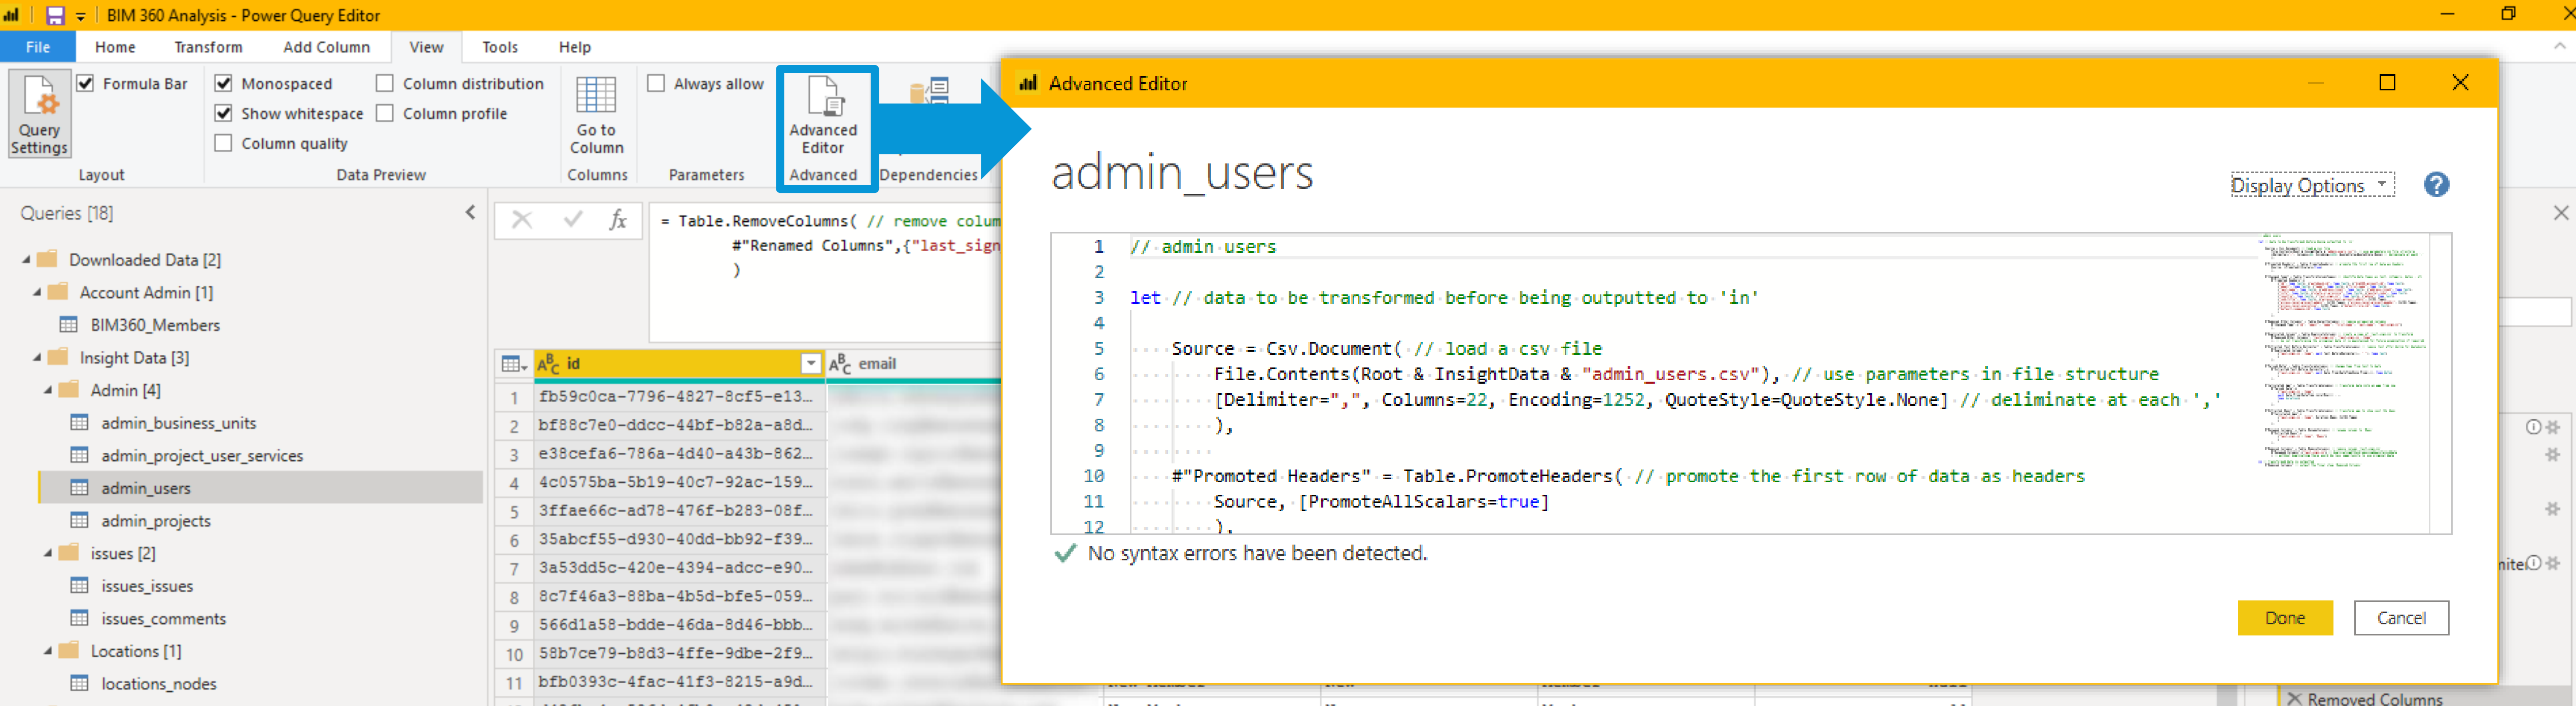 BIM 360 Analysis - Power Query Editor
File Home Transform Add Column View Tools Help
Query Settings
Formula Bar
Layout
Monospaced
Show whitespace
Column quality
Column distribution
Column profile
Data Preview
Go to Column
Columns
Always allow
Parameters
Advanced Editor
Advanced
Dependencies
Queries [18]
Downloaded Data [2]
Account Admin [1]
BIM360_Members
Insight Data [3]
Admin [4]
admin_business_units
admin_project_user_services
admin_users
admin_projects
issues [2]
issues_issues
issues_comments
Locations [1]
locations_nodes
fx
= Table.RemoveColumns( // remove colum
#"Renamed Columns",{"last_sign
)
ABC id ABC email
1 fb59c0ca-7796-4827-8cf5-e13...
2 bf88c7e0-ddcc-44bf-b82a-a8d...
3 e38cefa6-786a-4d40-a43b-862...
4 4c0575ba-5b19-40c7-92ac-159...
5 3ffae66c-ad78-476f-b283-08f...
6 35abcf55-d930-40dd-bb92-f39...
7 3a53dd5c-420e-4394-adcc-e90...
8 8c7f46a3-88ba-4b5d-bfe5-059...
9 566d1a58-bdde-46da-8d46-bbb...
10 58b7ce79-b8d3-4ffe-9dbe-2f9...
11 bfb0393c-4fac-41f3-8215-a9d...
Advanced Editor
admin_users
Display Options
?
1 // admin users
2
3 let // data to be transformed before being outputted to 'in'
4
5 Source = Csv.Document( // load a csv file
6 File.Contents(Root & InsightData & "admin_users.csv"), // use parameters in file structure
7 [Delimiter=",", Columns=22, Encoding=1252, QuoteStyle=QuoteStyle.None] // deliminate at each ','
8 ),
9
10 #"Promoted Headers" = Table.PromoteHeaders( // promote the first row of data as headers
11 Source, [PromoteAllScalars=true]
12 ),
No syntax errors have been detected.
Done Cancel
Removed Columns